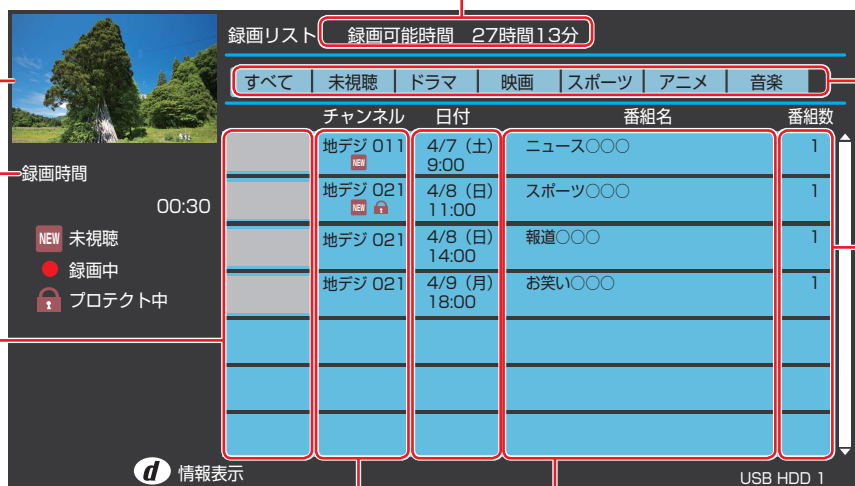 録画リスト 録画可能時間 27時間13分
すべて 未視聴 ドラマ 映画 スポーツ アニメ 音楽
チャンネル 日付 番組名 番組数
地デジ 011 4/7（土） ニュース○○○ 1
NEW 9:00
地デジ 021 4/8（日） スポーツ○○○ 1
NEW 11:00
地デジ 021 4/8（日） 報道○○○ 1
14:00
地デジ 021 4/9（月） お笑い○○○ 1
18:00
録画時間
00:30
NEW 未視聴
録画中
プロテクト中
d 情報表示
USB HDD 1